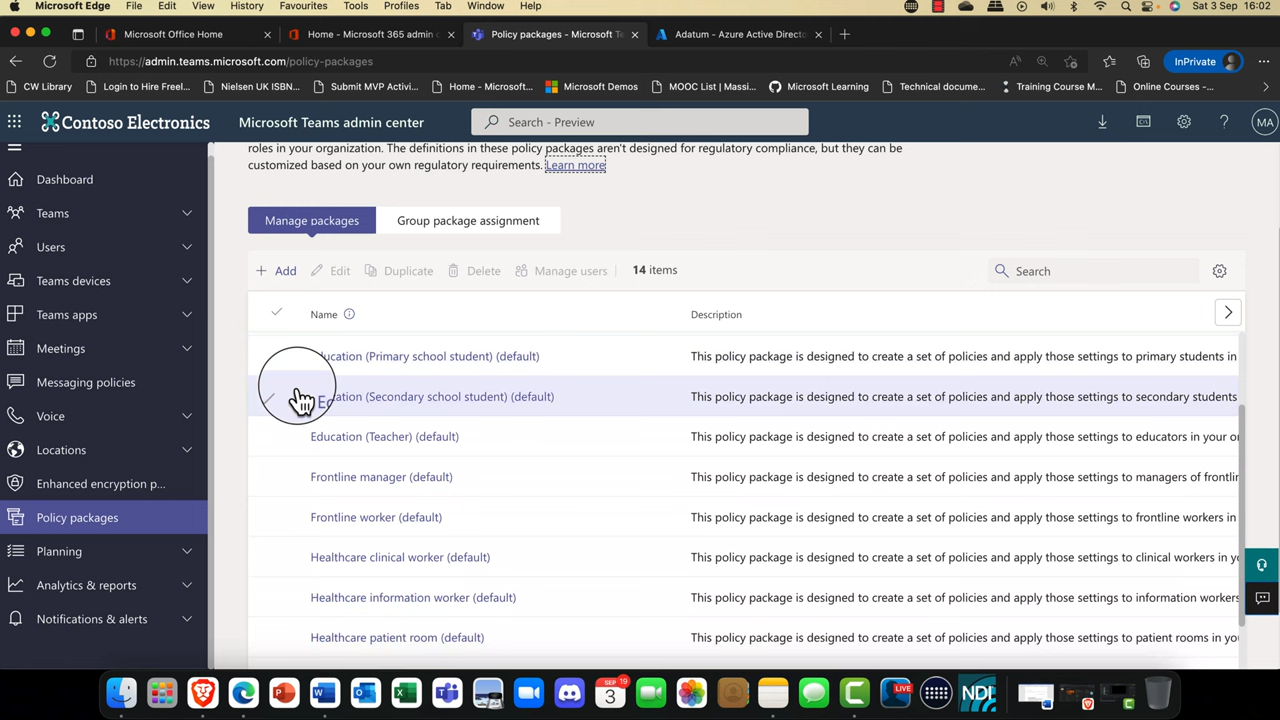 Microsoft Edge File Edit View History Favourites Tools Profiles Tab Window Help Sat 3 Sep 16:02
Microsoft Office Home
Home - Microsoft 365 admin c
Policy packages - Microsoft Te
Adatum - Azure Active Directo
https://admin.teams.microsoft.com/policy-packages
InPrivate
CW Library
Login to Hire Freel...
Nielsen UK ISBN...
Submit MVP Activi...
Home - Microsoft...
Microsoft Demos
MOOC List | Massi...
Microsoft Learning
Technical docume...
Training Course M...
Online Courses -...
Contoso Electronics
Microsoft Teams admin center
Search - Preview
MA
roles in your organization. The definitions in these policy packages aren't designed for regulatory compliance, but they can be
customized based on your own regulatory requirements. Learn more
Dashboard
Teams
Users
Teams devices
Teams apps
Meetings
Messaging policies
Voice
Locations
Enhanced encryption p...
Policy packages
Planning
Analytics & reports
Notifications & alerts
Manage packages
Group package assignment
+ Add Edit Duplicate Delete Manage users 14 items
Search
Name Description
ucation (Primary school student) (default) This policy package is designed to create a set of policies and apply those settings to primary students in
ation (Secondary school student) (default) This policy package is designed to create a set of policies and apply those settings to secondary students
Education (Teacher) (default) This policy package is designed to create a set of policies and apply those settings to educators in your or
Frontline manager (default) This policy package is designed to create a set of policies and apply those settings to managers of frontlin
Frontline worker (default) This policy package is designed to create a set of policies and apply those settings to frontline workers in
Healthcare clinical worker (default) This policy package is designed to create a set of policies and apply those settings to clinical workers in y
Healthcare information worker (default) This policy package is designed to create a set of policies and apply those settings to information workers
Healthcare patient room (default) This policy package is designed to create a set of policies and apply those settings to patient rooms in yo
SEP 19
3
LIVE
NDI